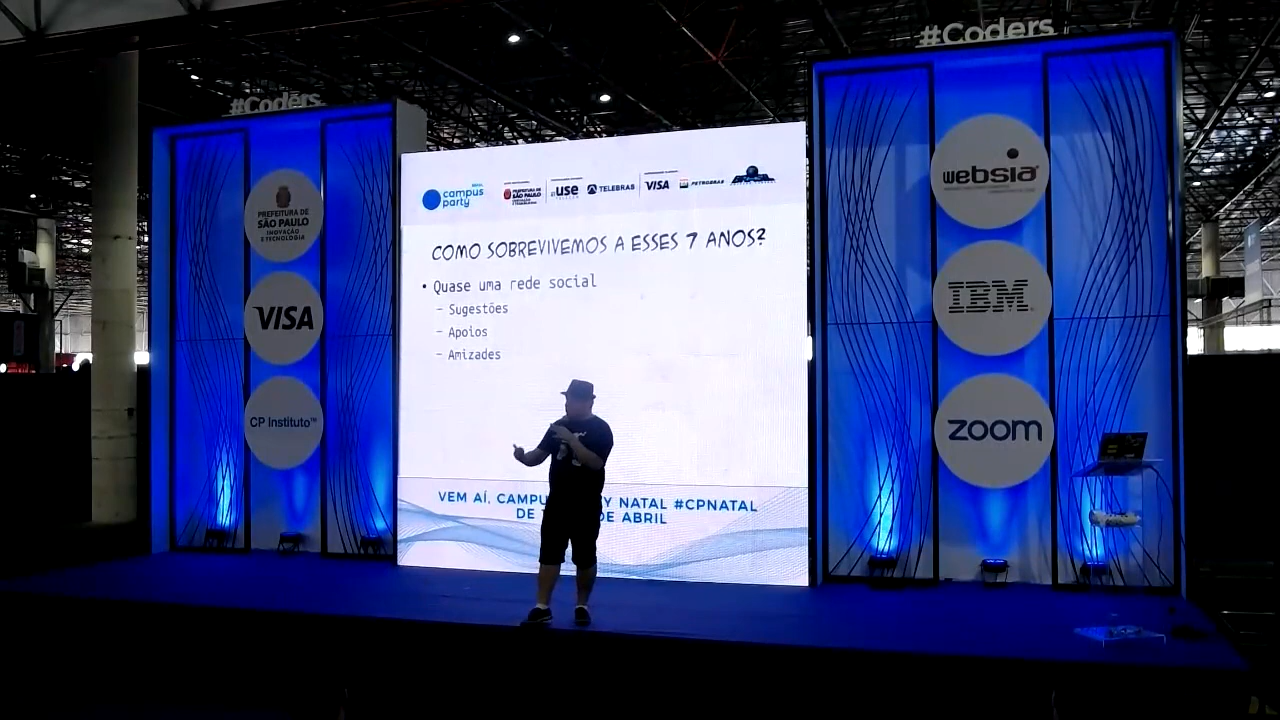 #Coders
#Coders
PREFEITURA DE
SÃO PAULO
INOVAÇÃO
E TECNOLOGIA
VISA
CP Instituto™
campus
party
PREFEITURA DE
SÃO PAULO
use
TELECOM
TELEBRAS
VISA
PETROBRAS
COMO SOBREVIVEMOS A ESSES 7 ANOS?
• Quase uma rede social
– Sugestões
– Apoios
– Amizades
VEM AÍ, CAMPU Y NATAL #CPNATAL
DE DE ABRIL
websia
IBM
zoom